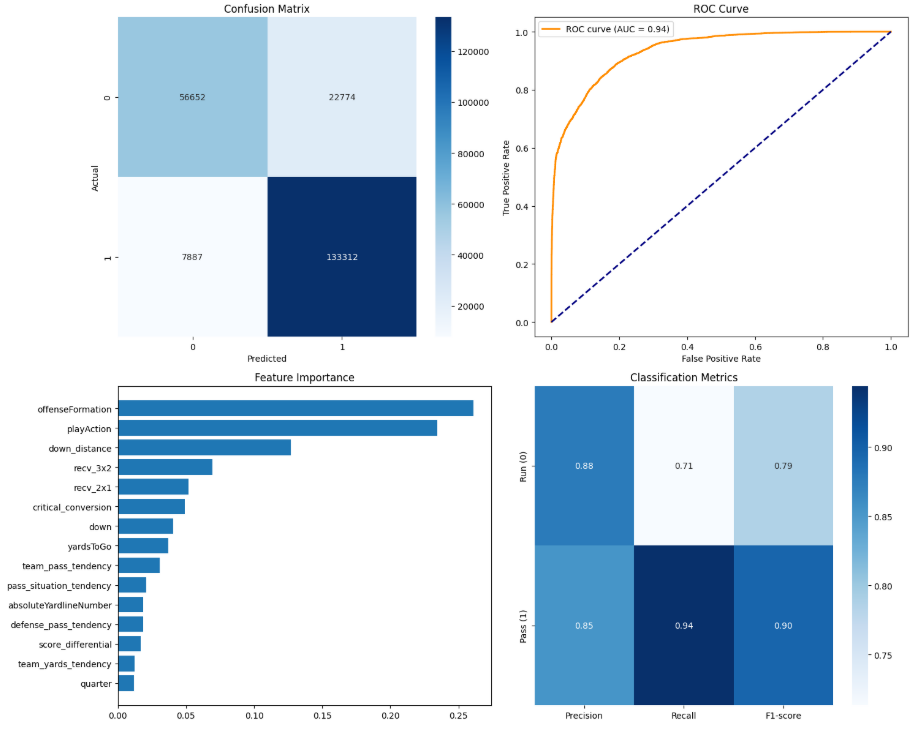 Confusion Matrix
56652 22774
7887 133312
0
1
Actual
0 1
Predicted
120000
100000
80000
60000
40000
20000
ROC Curve
ROC curve (AUC = 0.94)
1.0
0.8
0.6
0.4
0.2
0.0
True Positive Rate
0.0 0.2 0.4 0.6 0.8 1.0
False Positive Rate
Feature Importance
offenseFormation
playAction
down_distance
recv_3x2
recv_2x1
critical_conversion
down
yardsToGo
team_pass_tendency
pass_situation_tendency
absoluteYardlineNumber
defense_pass_tendency
score_differential
team_yards_tendency
quarter
0.00 0.05 0.10 0.15 0.20 0.25
Classification Metrics
Run (0)
0.88 0.71 0.79
Pass (1)
0.85 0.94 0.90
Precision Recall F1-score
0.90
0.85
0.80
0.75